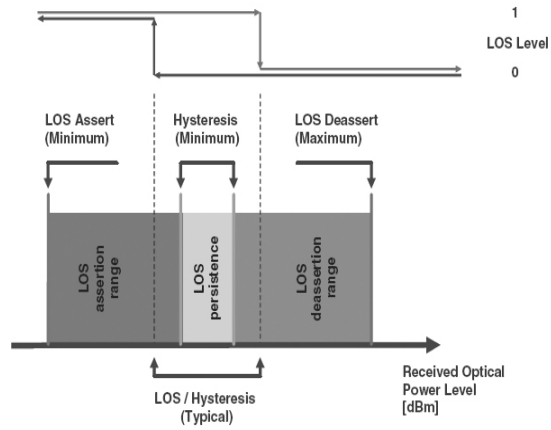 1
LOS Level
0
LOS Assert
(Minimum)
Hysteresis
(Minimum)
LOS Deassert
(Maximum)
LOS
assertion
range
LOS
persistence
LOS
deassertion
range
Received Optical
Power Level
[dBm]
LOS / Hysteresis
(Typical)